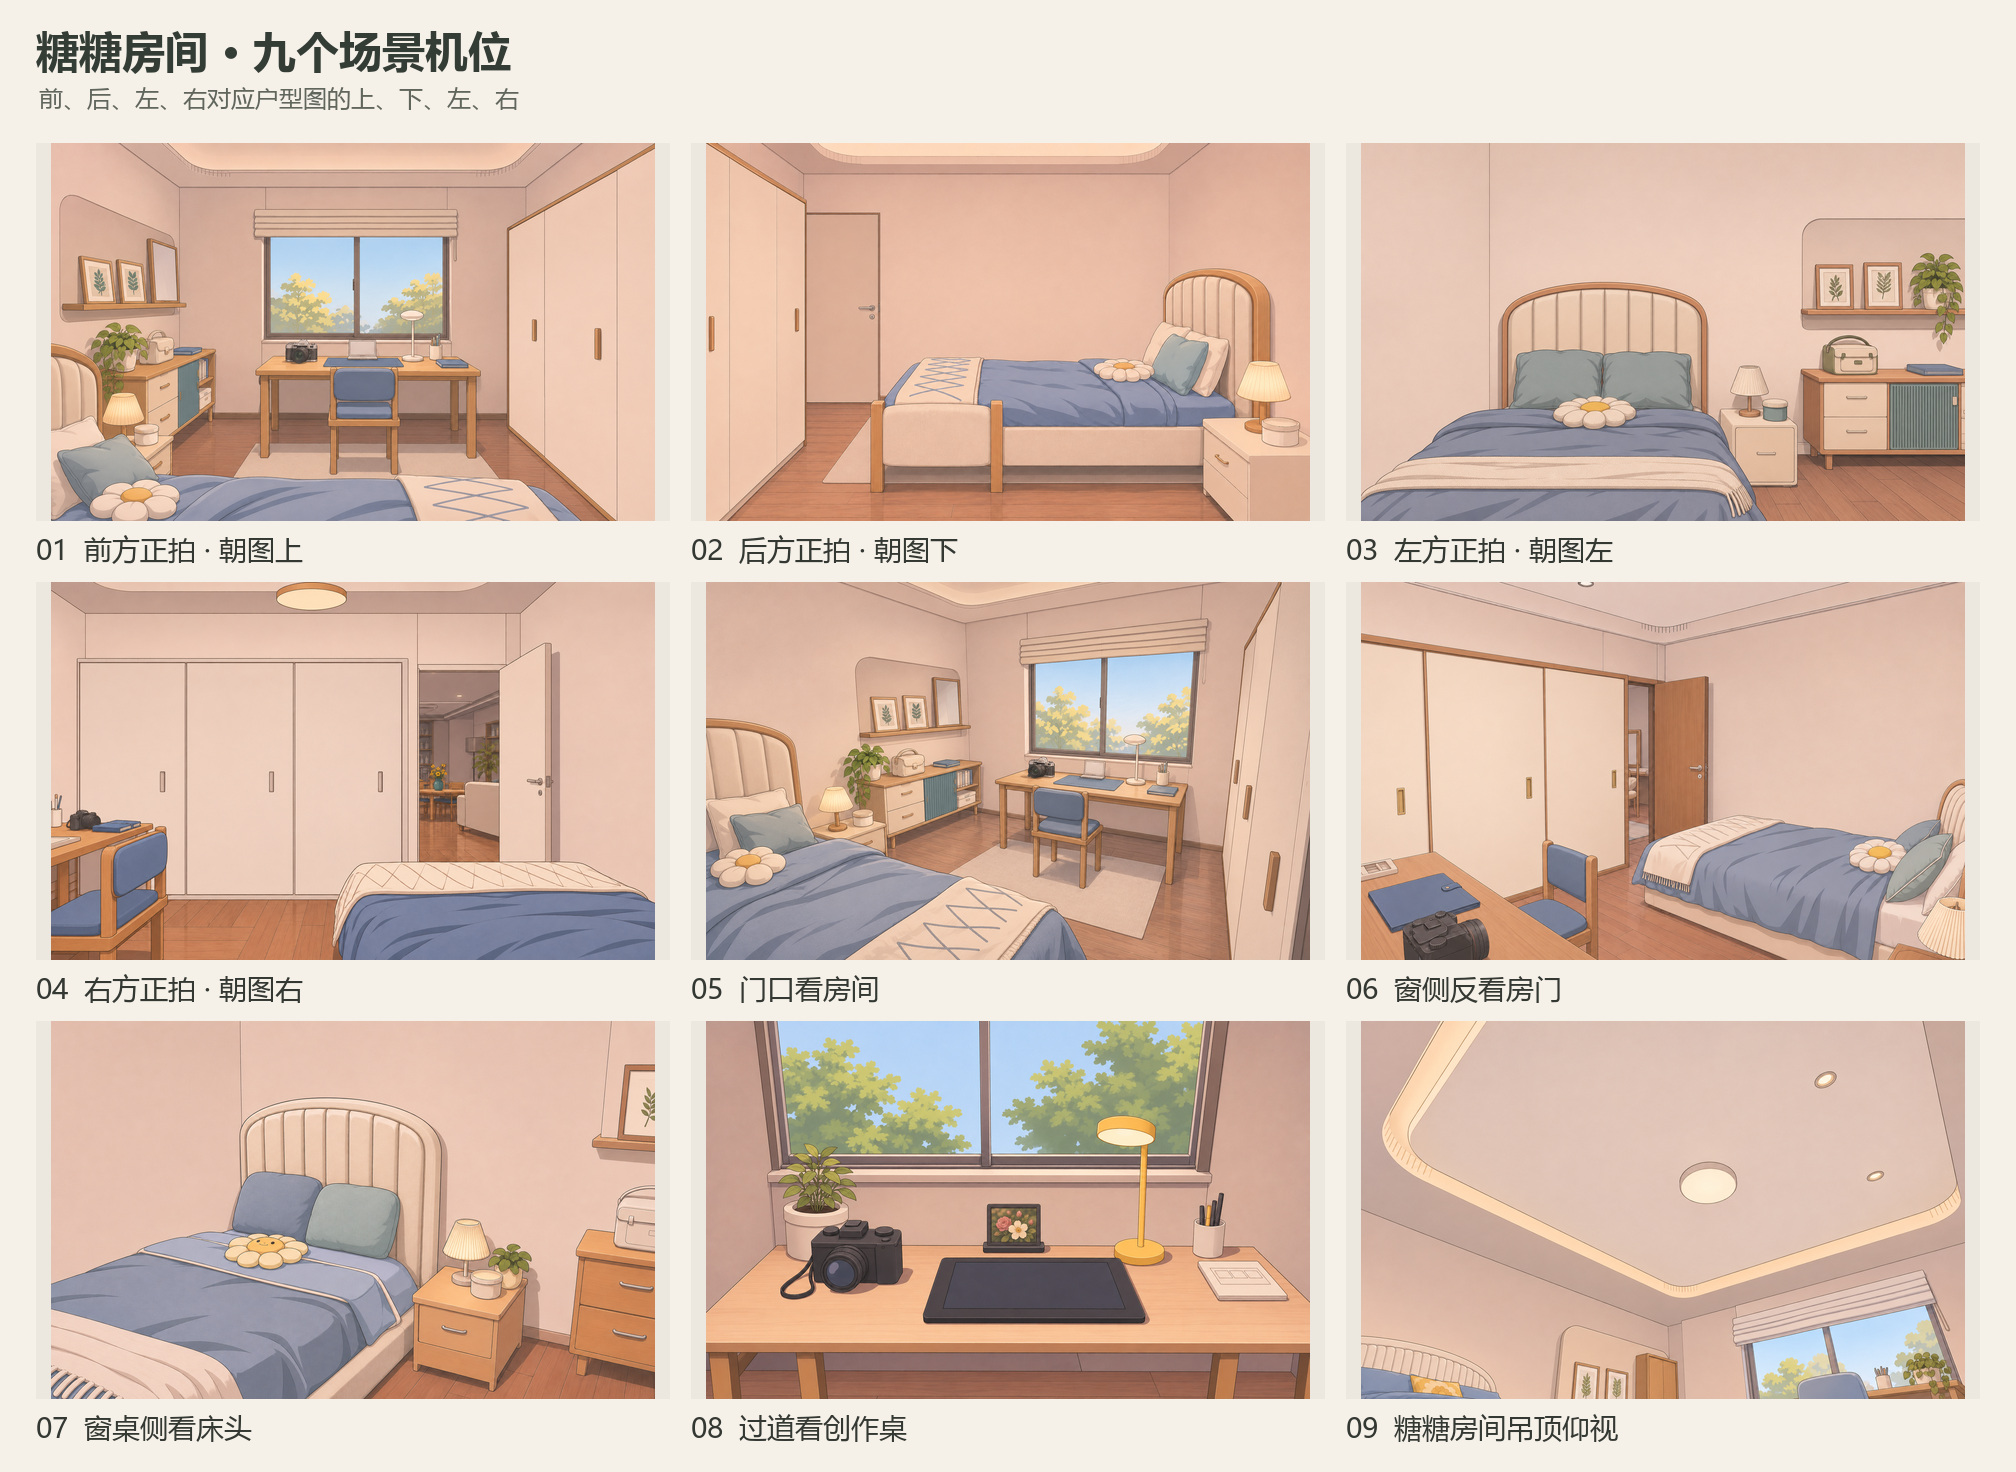 糖糖房间·九个场景机位
前、后、左、右对应户型图的上、下、左、右
01 前方正拍·朝图上
02 后方正拍·朝图下
03 左方正拍·朝图左
04 右方正拍·朝图右
05 门口看房间
06 窗侧反看房门
07 窗桌侧看床头
08 过道看创作桌
09 糖糖房间吊顶仰视